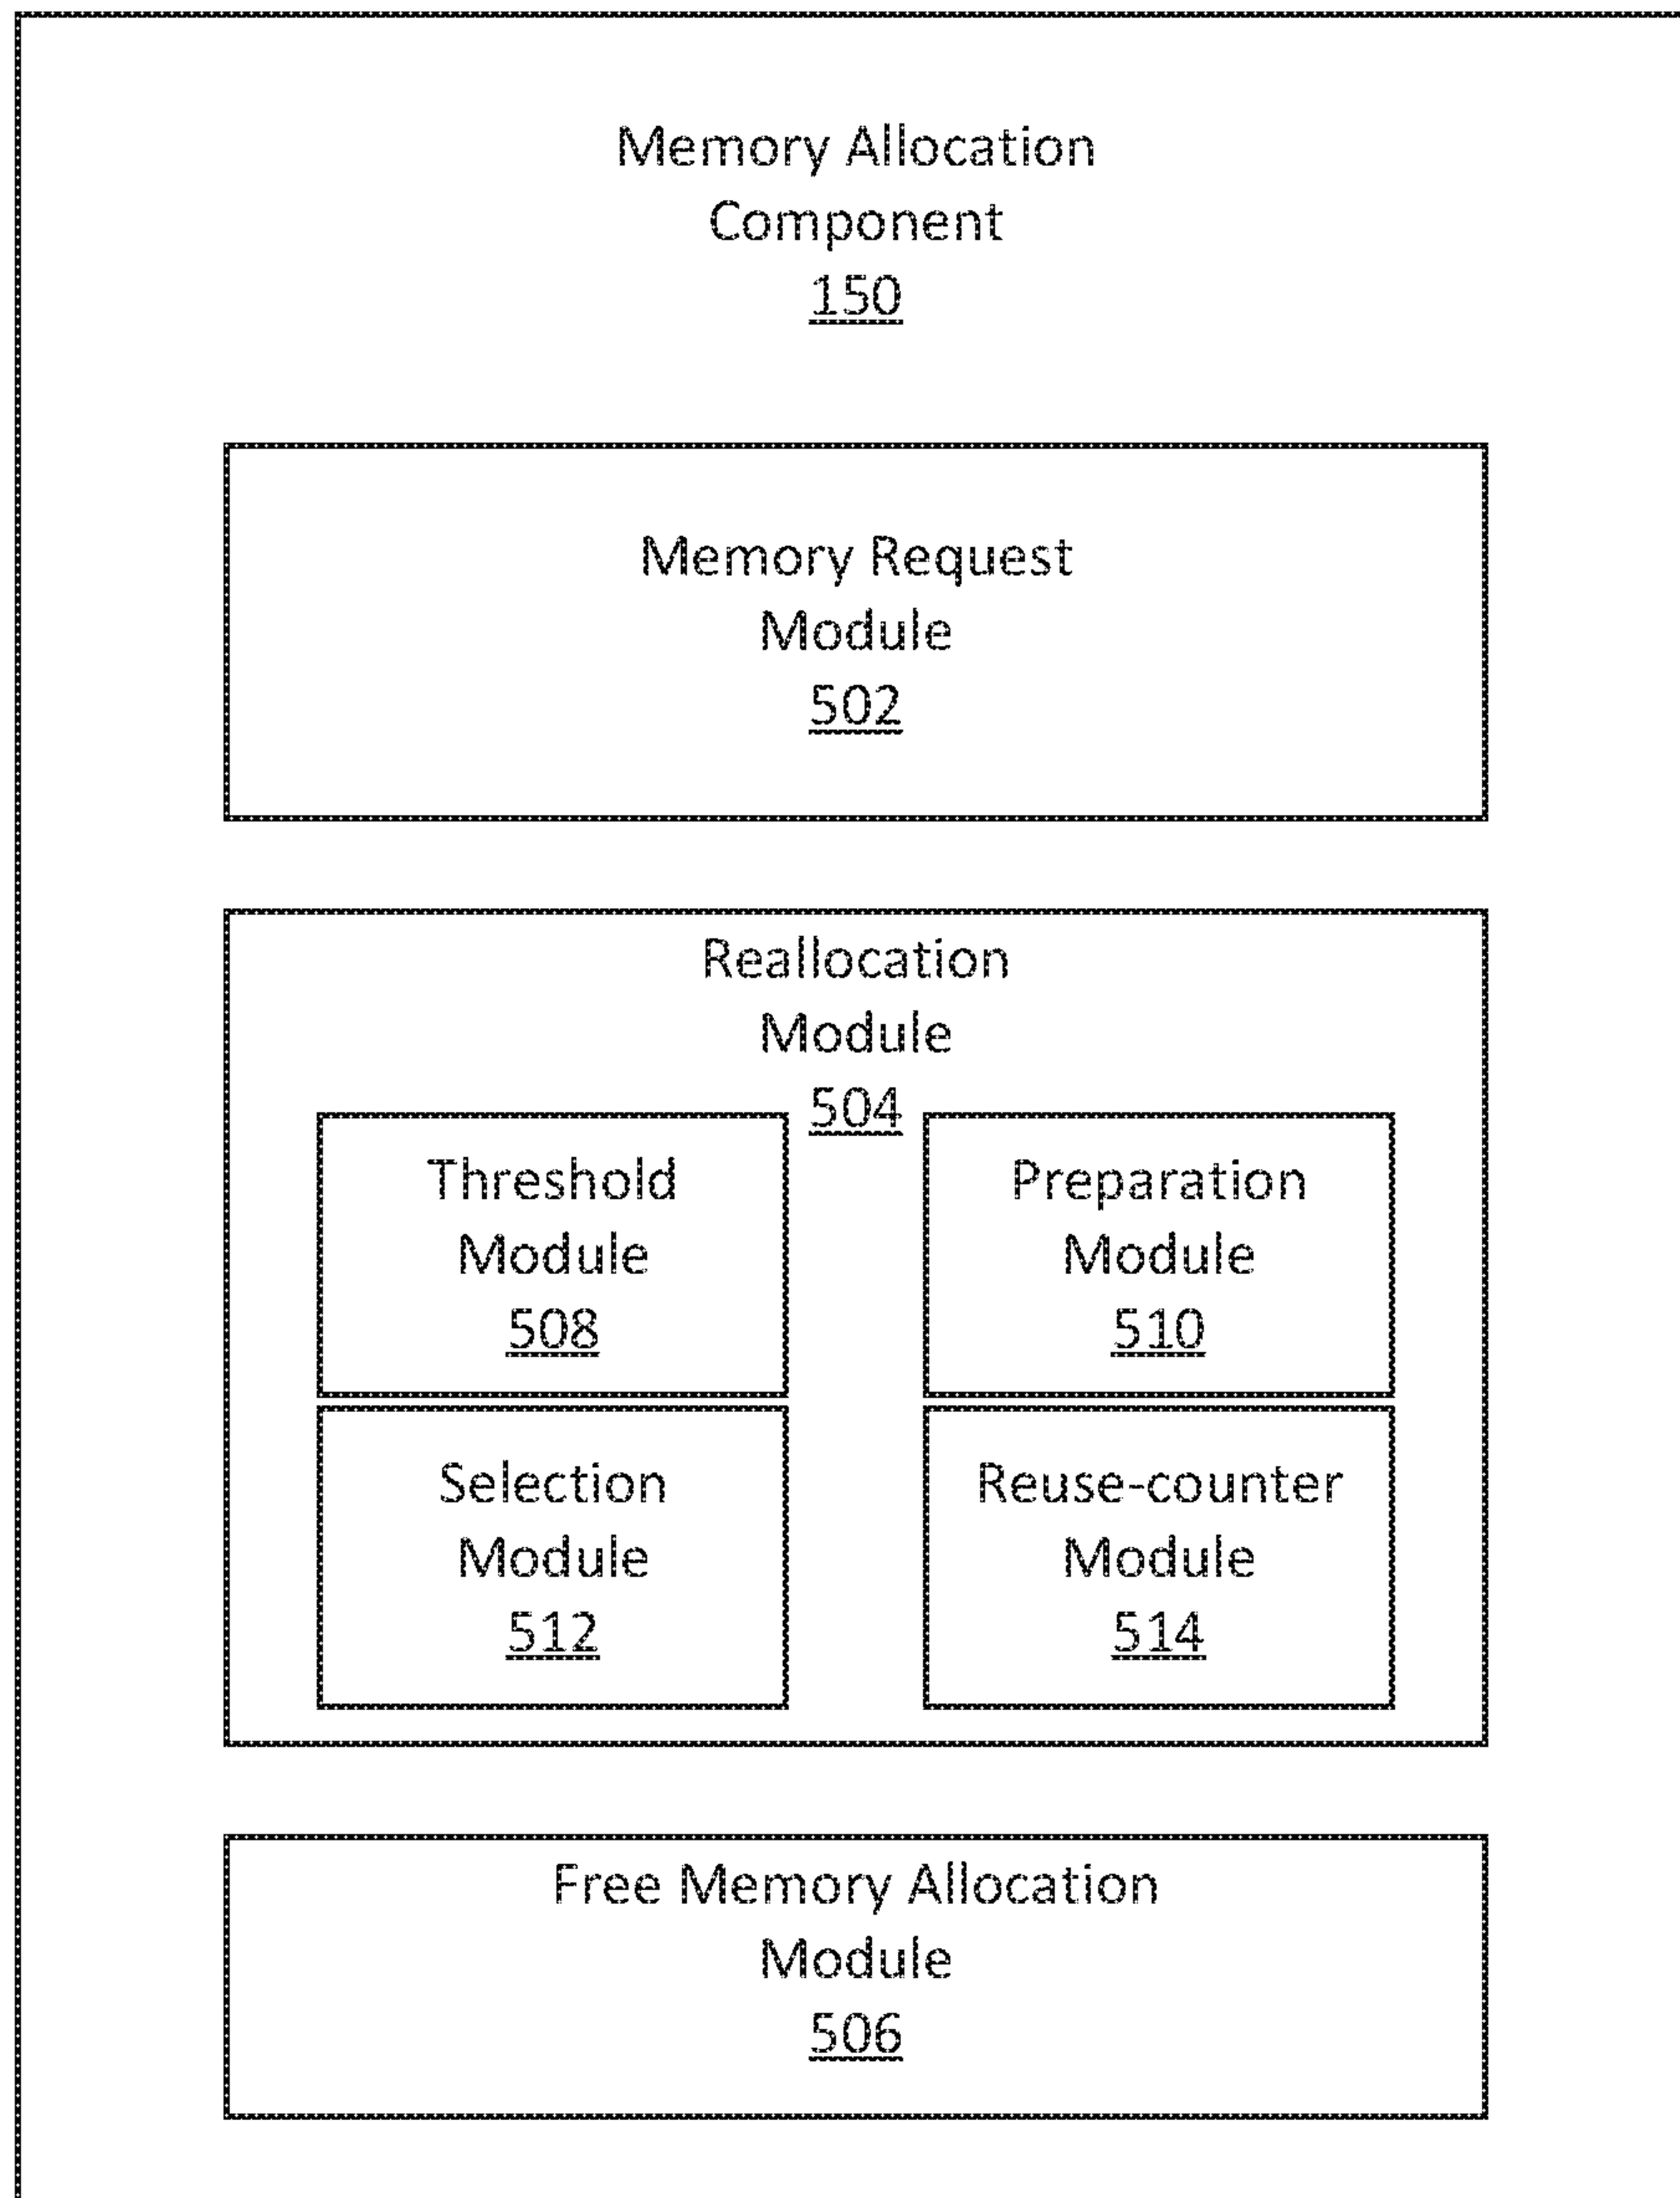 Memory Allocation
Component
150
Memory Request
Module
502
Reallocation
Module
504
Threshold
Module
508
Preparation
Module
510
Selection
Module
512
Reuse-counter
Module
514
Free Memory Allocation
Module
506